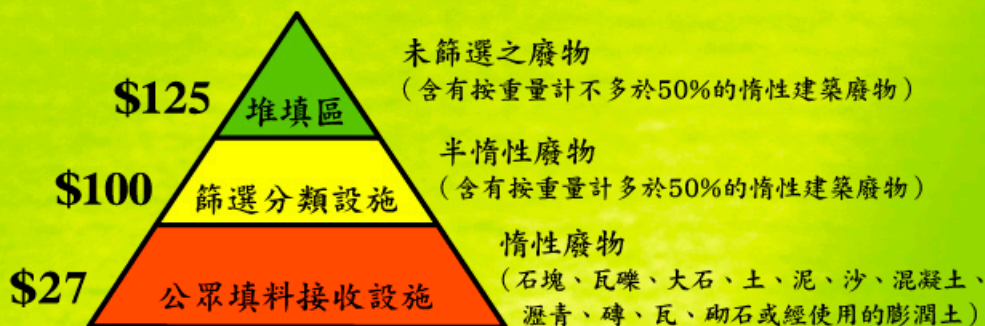 未篩選之廢物
$125
堆填區
(含有按重量計不多於50%的惰性建築廢物)
半惰性廢物
$100
篩選分類設施
(含有按重量計多於50%的惰性建築廢物)
惰性廢物
$27
公眾填料接收設施
(石塊、瓦礫、大石、土、泥、沙、混凝土、
瀝青、磚、瓦、砌石或經使用的膨潤土)